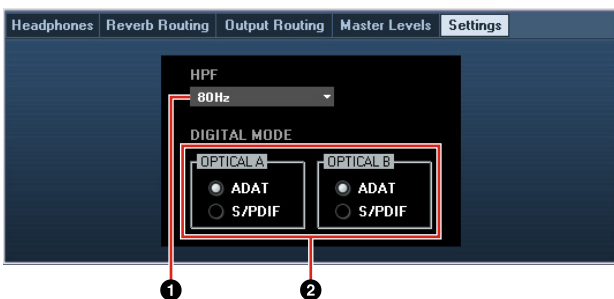 Headphones Reverb Routing Output Routing Master Levels Settings
HPF
80Hz
DIGITAL MODE
OPTICAL A OPTICAL B
ADAT ADAT
S/PDIF S/PDIF
1 2